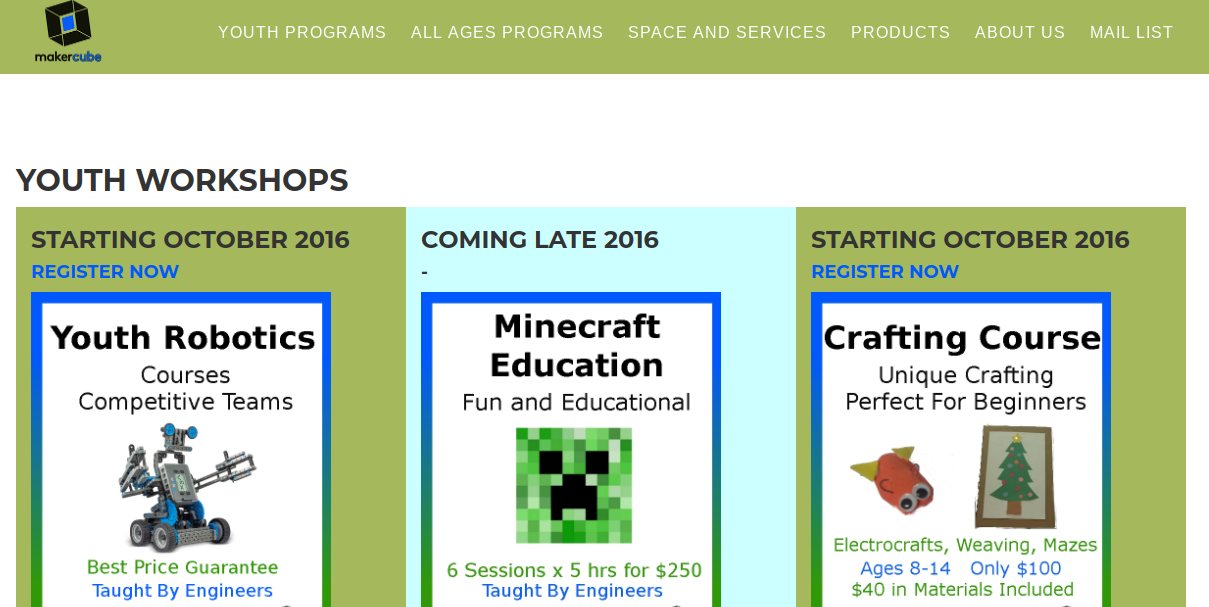 makercube
YOUTH PROGRAMS
ALL AGES PROGRAMS
SPACE AND SERVICES
PRODUCTS
ABOUT US
MAIL LIST
YOUTH WORKSHOPS
STARTING OCTOBER 2016
REGISTER NOW
Youth Robotics
Courses
Competitive Teams
Best Price Guarantee
Taught By Engineers
COMING LATE 2016
-
Minecraft
Education
Fun and Educational
6 Sessions x 5 hrs for $250
Taught By Engineers
STARTING OCTOBER 2016
REGISTER NOW
Crafting Course
Unique Crafting
Perfect For Beginners
Electrocrafts, Weaving, Mazes
Ages 8-14 Only $100
$40 in Materials Included